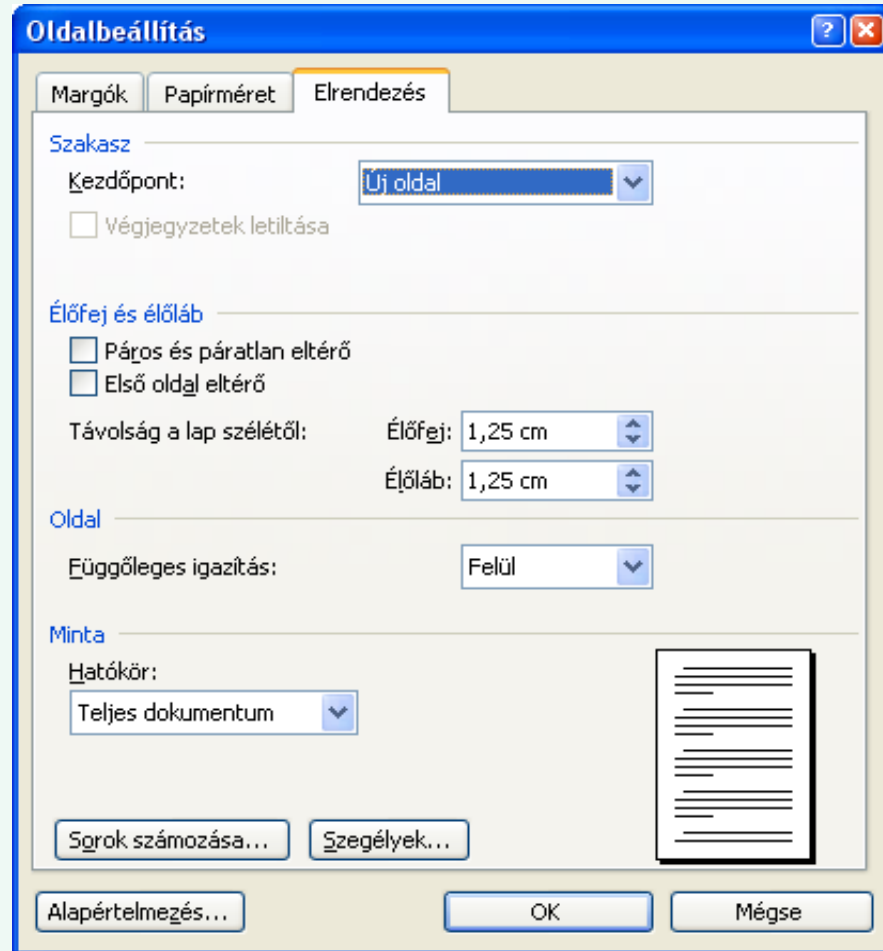 Oldalbeállítás
Margók Papírméret Elrendezés
Szakasz
Kezdőpont: Új oldal
Végjegyzetek letiltása
Élőfej és élőláb
Páros és páratlan eltérő
Első oldal eltérő
Távolság a lap szélétől: Élőfej: 1,25 cm
Élőláb: 1,25 cm
Oldal
Függőleges igazítás: Felül
Minta
Hatókör:
Teljes dokumentum
Sorok számozása... Szegélyek...
Alapértelmezés... OK Mégse